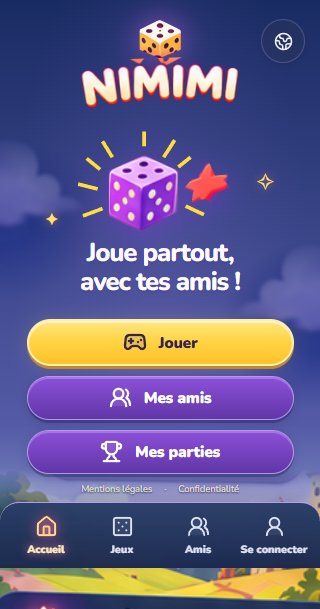 NIMIMI
Joue partout,
avec tes amis !
Jouer
Mes amis
Mes parties
Mentions légales · Confidentialité
Accueil Jeux Amis Se connecter